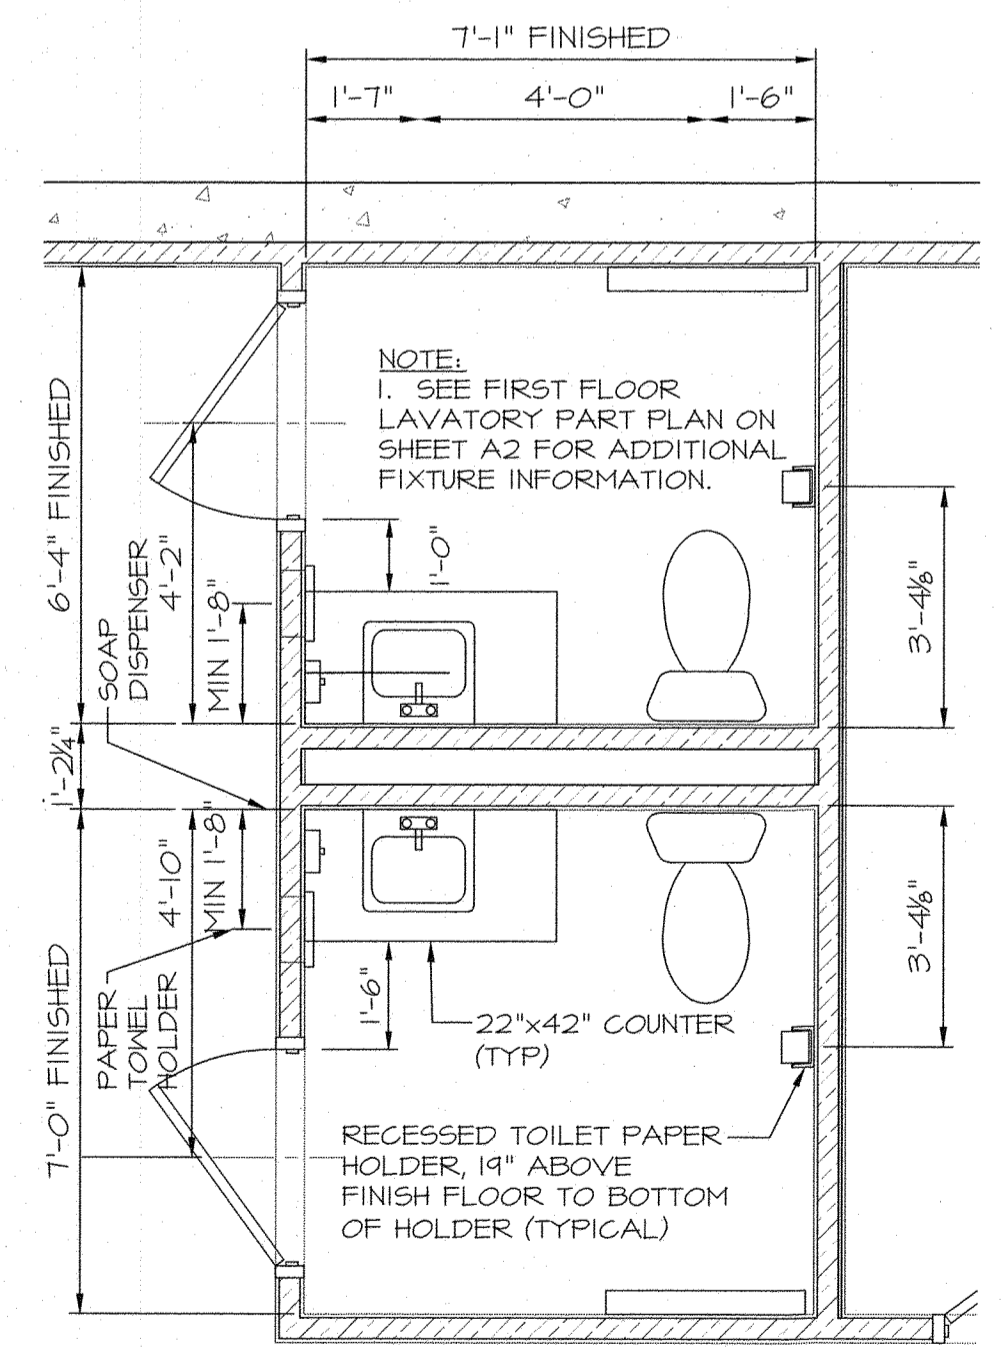 7'-1" FINISHED
1'-7"
4'-0"
1'-6"
NOTE:
1. SEE FIRST FLOOR
LAVATORY PART PLAN ON
SHEET A2 FOR ADDITIONAL
FIXTURE INFORMATION.
6'-4" FINISHED
SOAP
DISPENSER
4'-2"
MIN 1'-8"
1'-0"
3'-4⅛"
1'-2¼"
7'-0" FINISHED
PAPER
TOWEL
HOLDER
4'-10"
MIN 1'-8"
1'-6"
3'-4⅛"
22"x42" COUNTER
(TYP)
RECESSED TOILET PAPER
HOLDER, 19" ABOVE
FINISH FLOOR TO BOTTOM
OF HOLDER (TYPICAL)